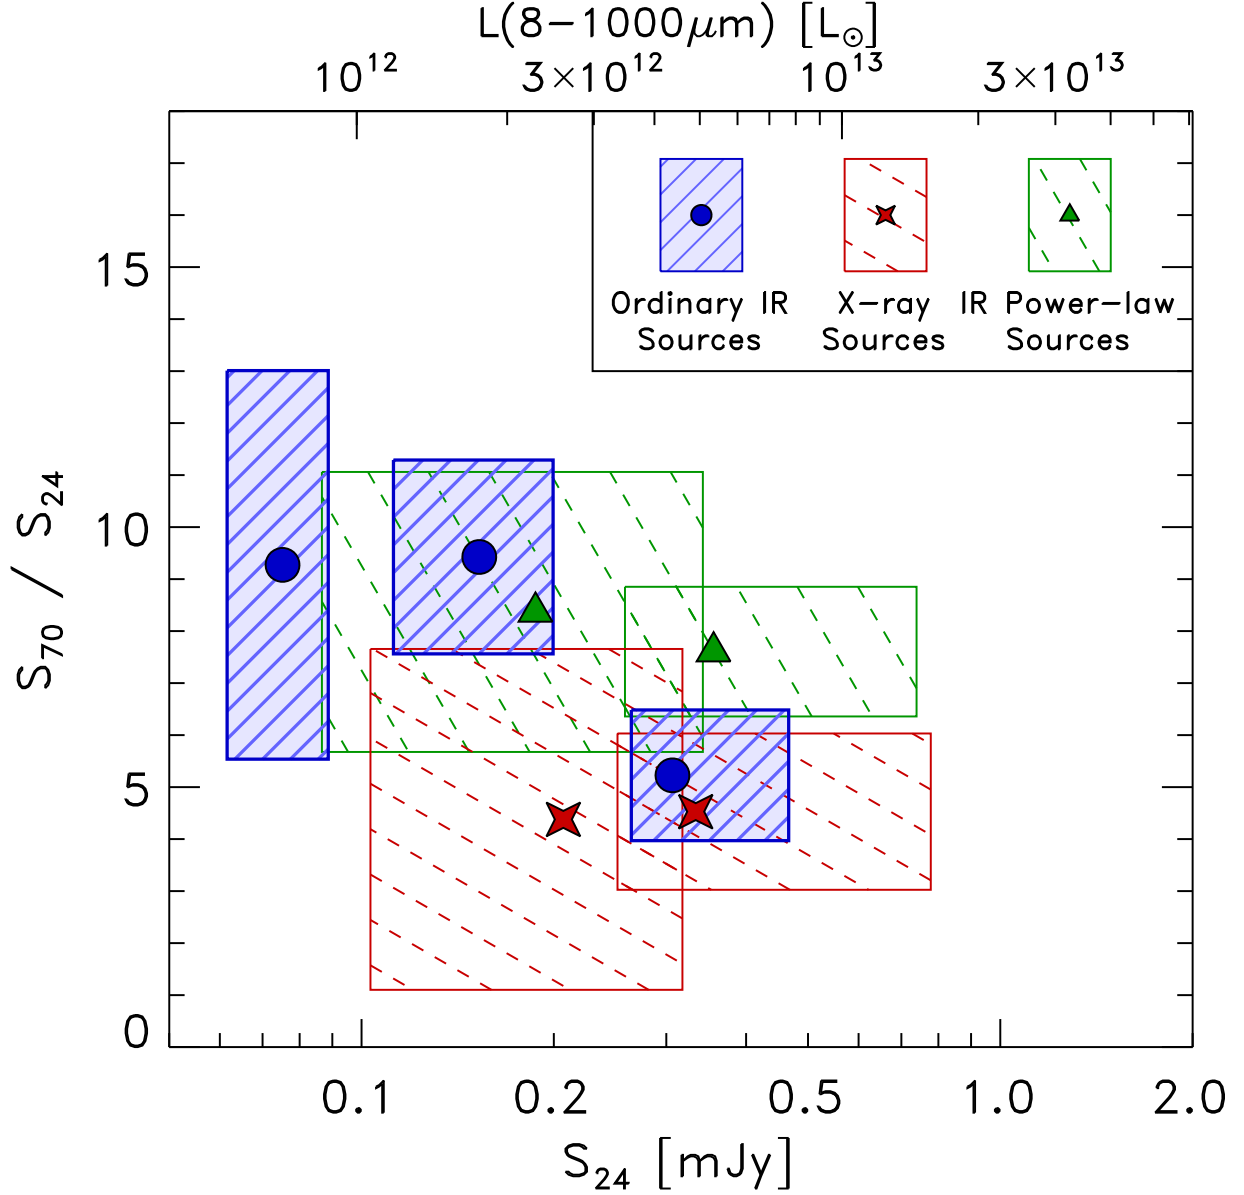 L(8−1000μm) [L☉]
10¹² 3×10¹² 10¹³ 3×10¹³
Ordinary IR Sources
X−ray Sources
IR Power−law Sources
15
10
5
0
S₇₀ / S₂₄
0.1 0.2 0.5 1.0 2.0
S₂₄ [mJy]